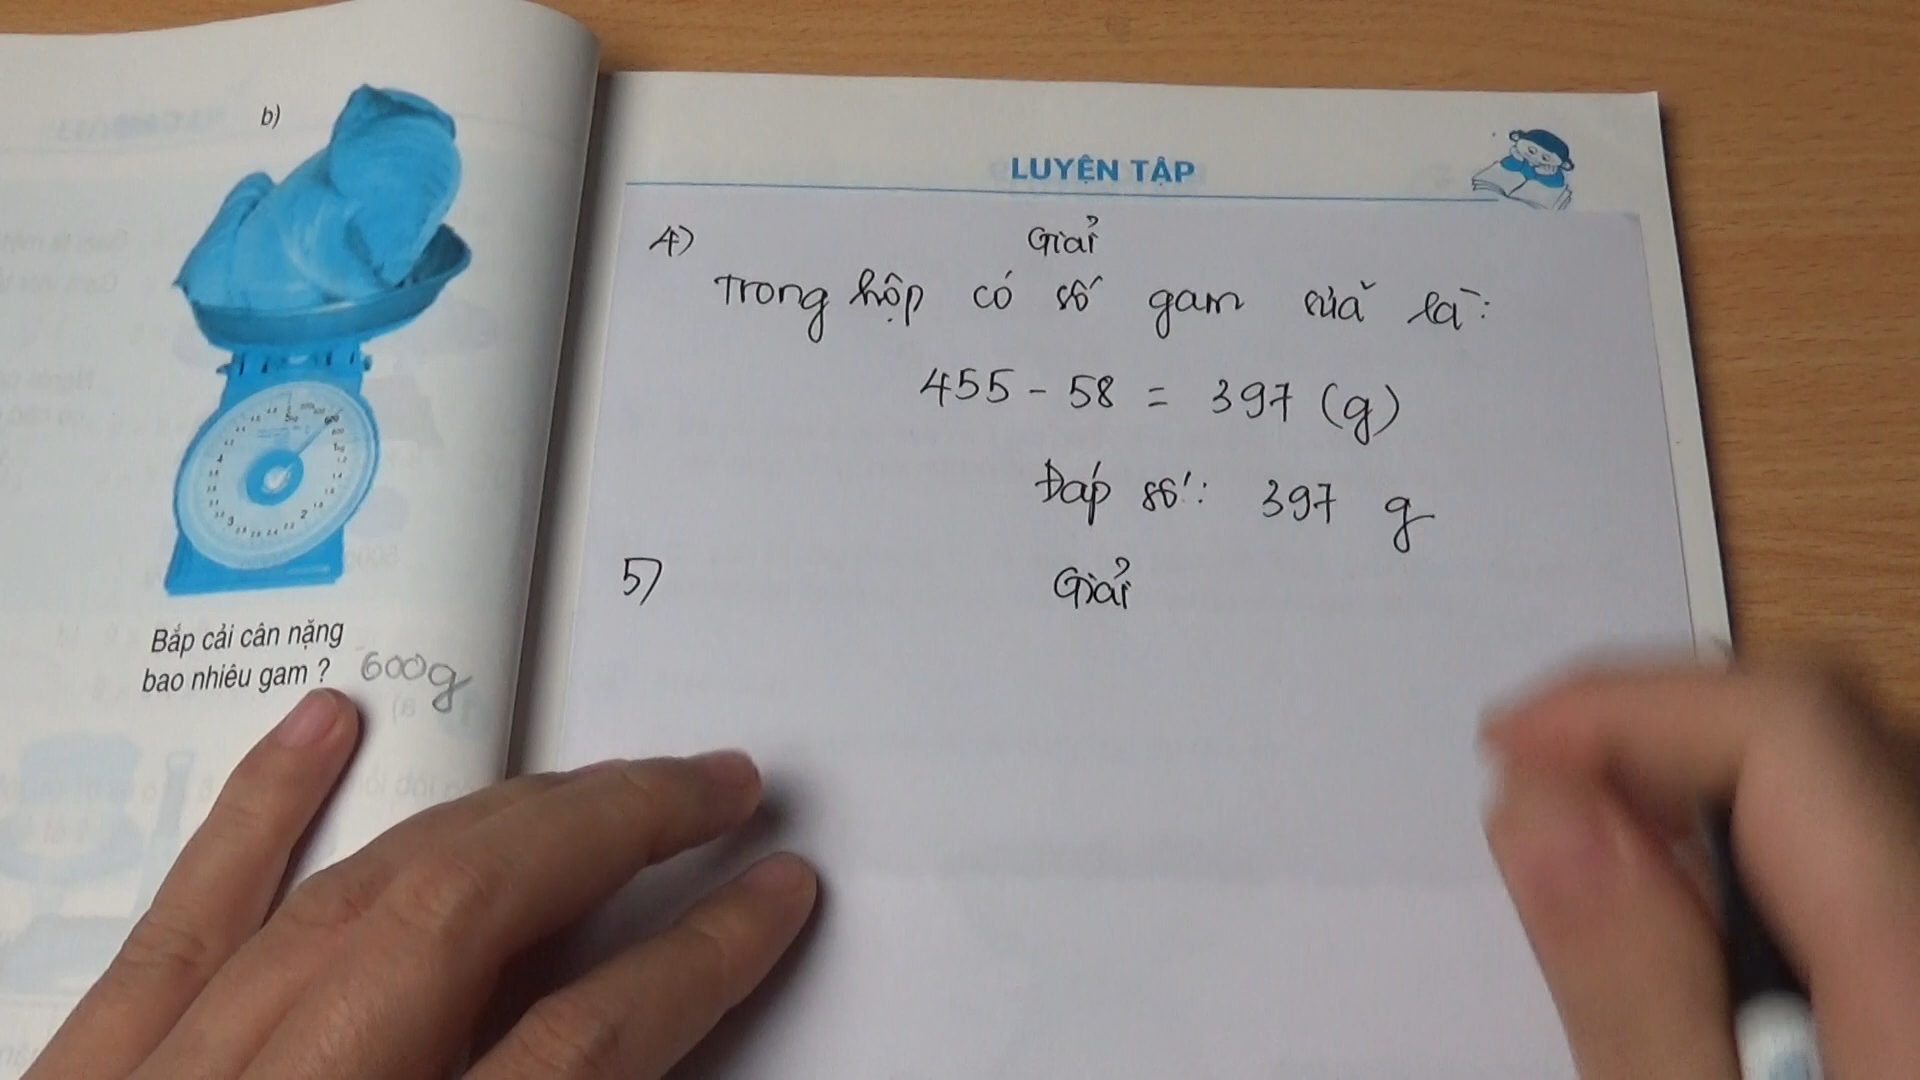 b)
Bắp cải cân nặng
bao nhiêu gam ? 600g
LUYỆN TẬP
4) Giải
Trong hộp có số gam sữa là:
455 - 58 = 397 (g)
Đáp số: 397 g
5) Giải